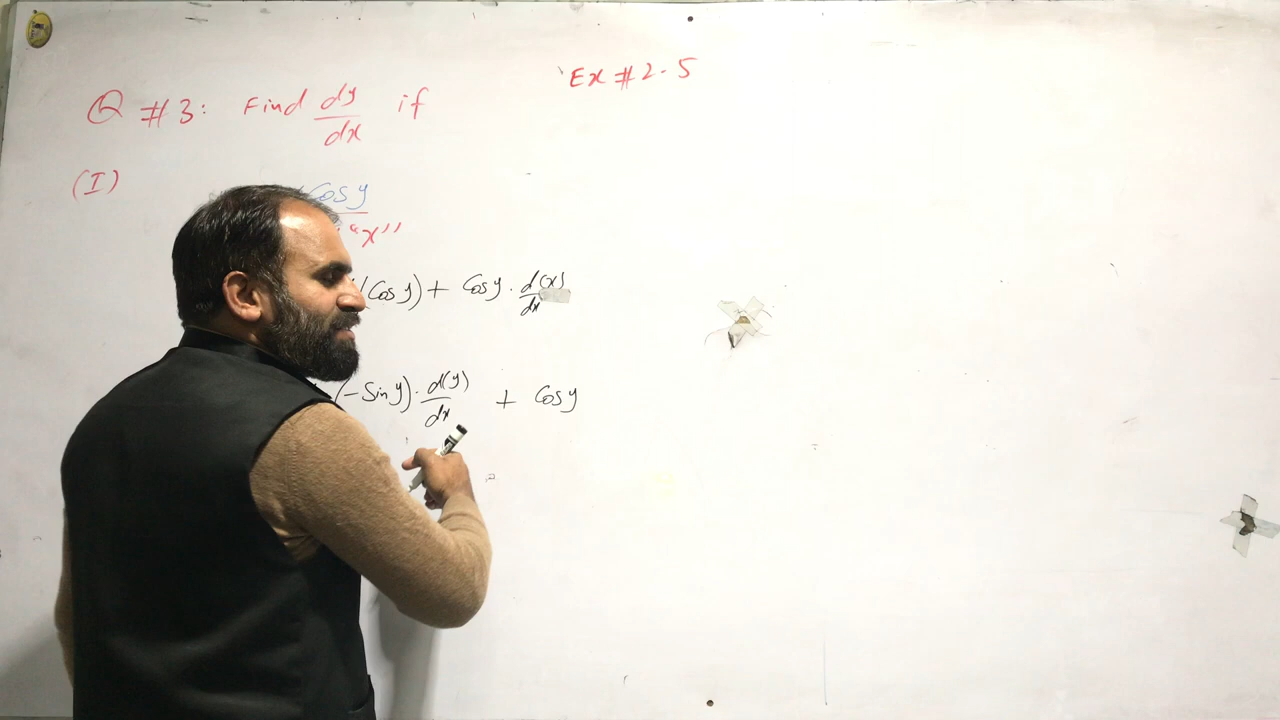 Ex # 2.5
Q #3: Find dy/dx if
(I)
Cos y
"x"
(Cos y) + Cos y . d(x)/dx
(-Sin y) . d(y)/dx + Cos y